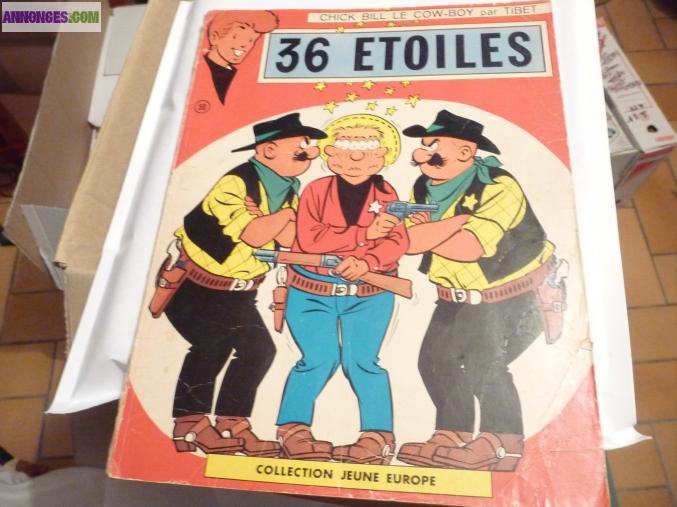 ANNONCES.COM
CHICK BILL LE COW-BOY par TIBET
36 ETOILES
COLLECTION JEUNE EUROPE